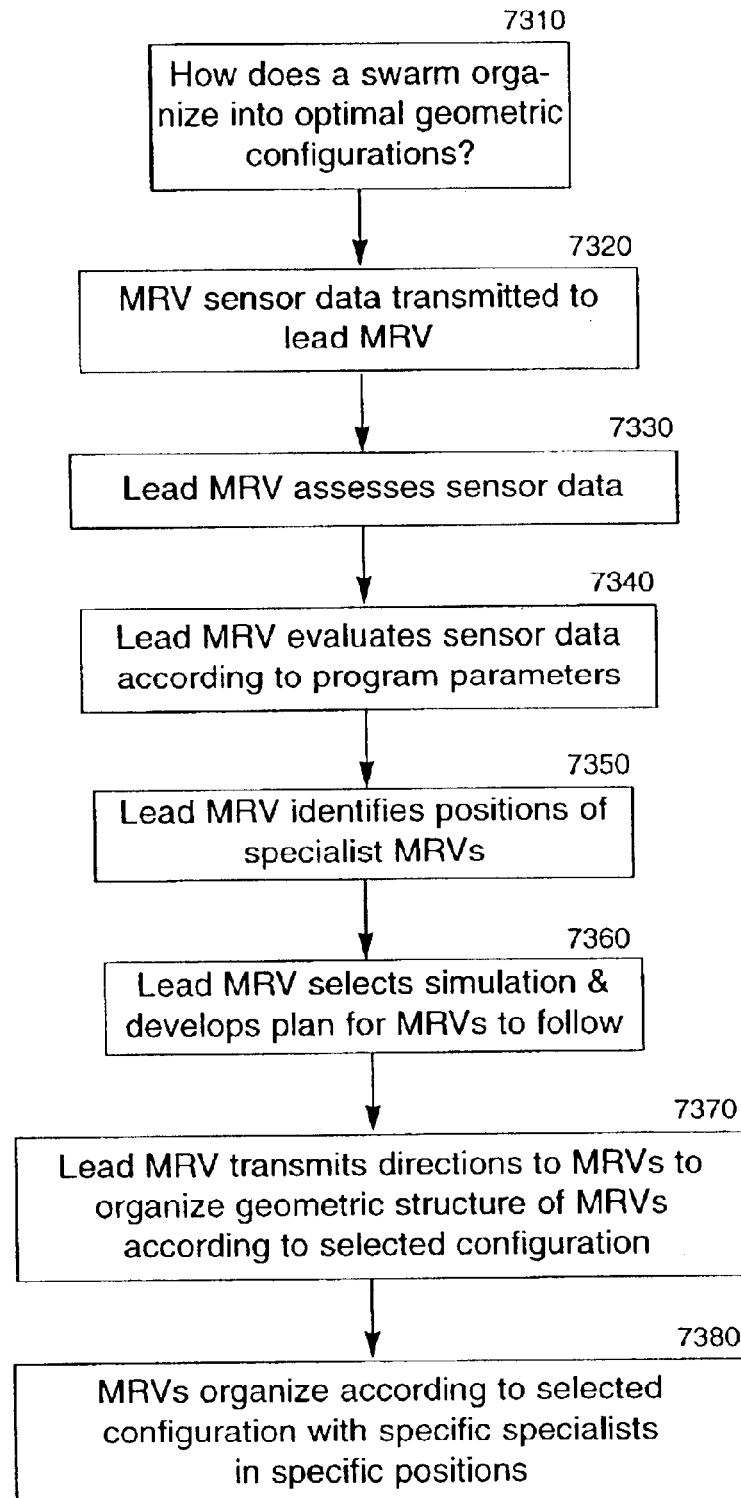 7310
How does a swarm orga-
nize into optimal geometric
configurations?
7320
MRV sensor data transmitted to
lead MRV
7330
Lead MRV assesses sensor data
7340
Lead MRV evaluates sensor data
according to program parameters
7350
Lead MRV identifies positions of
specialist MRVs
7360
Lead MRV selects simulation &
develops plan for MRVs to follow
7370
Lead MRV transmits directions to MRVs to
organize geometric structure of MRVs
according to selected configuration
7380
MRVs organize according to selected
configuration with specific specialists
in specific positions